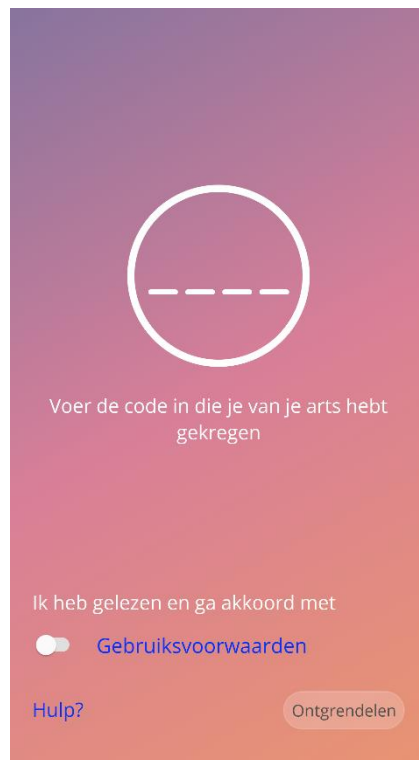 Voer de code in die je van je arts hebt
gekregen
Ik heb gelezen en ga akkoord met
Gebruiksvoorwaarden
Hulp?
Ontgrendelen